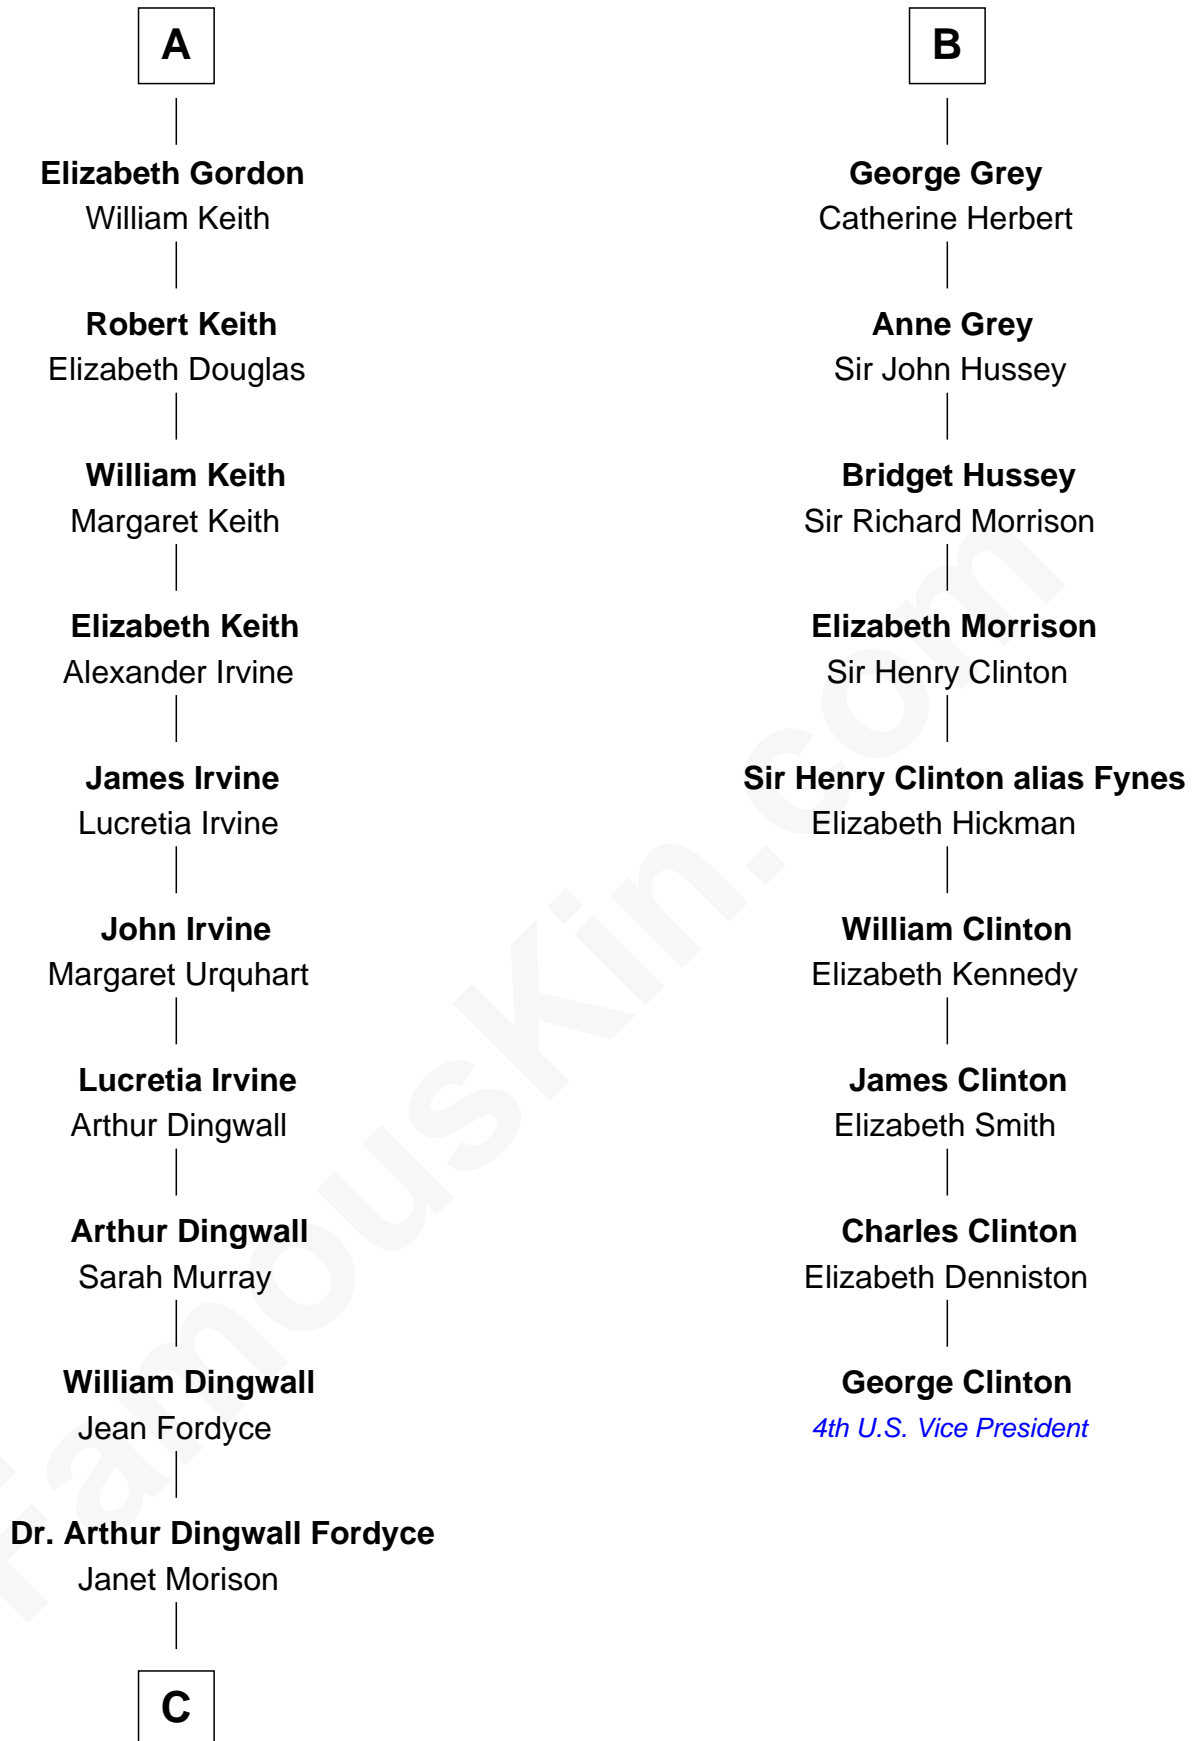 A
Elizabeth Gordon
William Keith
Robert Keith
Elizabeth Douglas
William Keith
Margaret Keith
Elizabeth Keith
Alexander Irvine
James Irvine
Lucretia Irvine
John Irvine
Margaret Urquhart
Lucretia Irvine
Arthur Dingwall
Arthur Dingwall
Sarah Murray
William Dingwall
Jean Fordyce
Dr. Arthur Dingwall Fordyce
Janet Morison
C
B
George Grey
Catherine Herbert
Anne Grey
Sir John Hussey
Bridget Hussey
Sir Richard Morrison
Elizabeth Morrison
Sir Henry Clinton
Sir Henry Clinton alias Fynes
Elizabeth Hickman
William Clinton
Elizabeth Kennedy
James Clinton
Elizabeth Smith
Charles Clinton
Elizabeth Denniston
George Clinton
4th U.S. Vice President
FamousKin.com